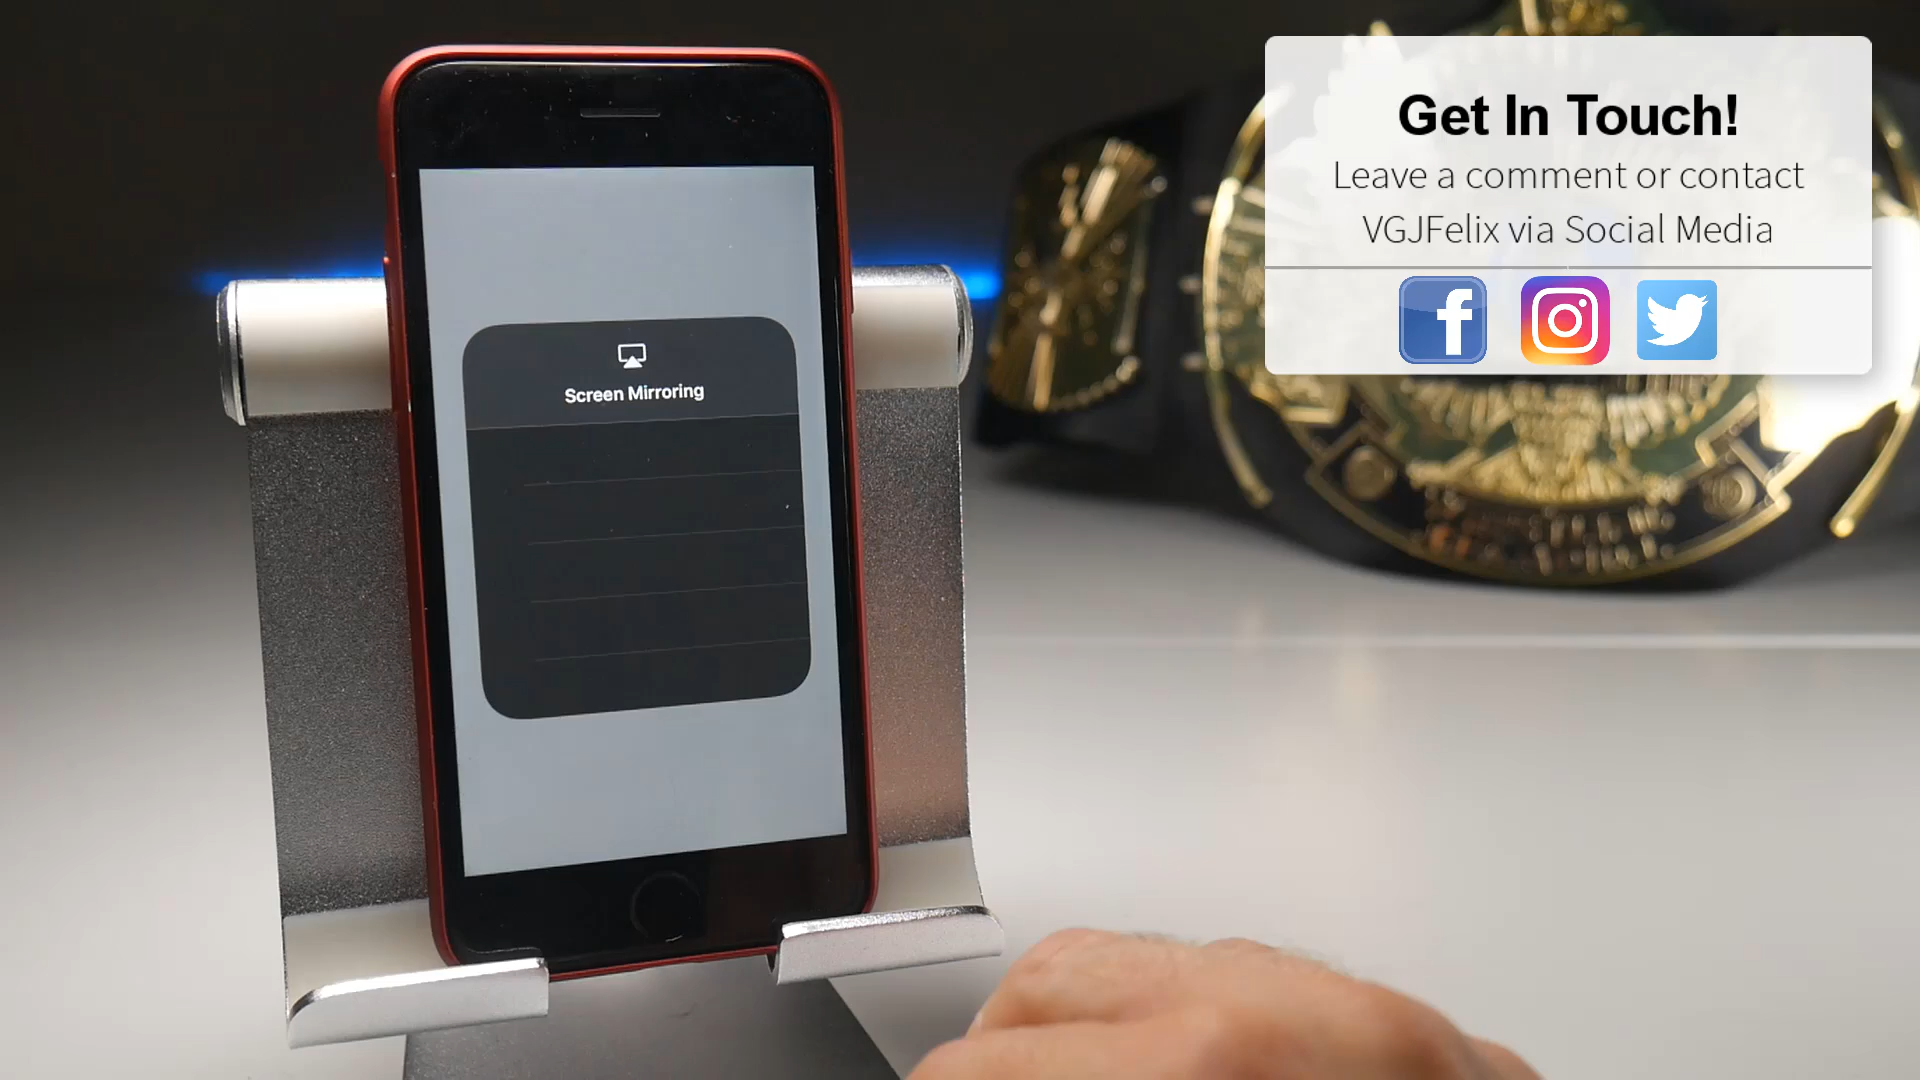 Get In Touch!
Leave a comment or contact
VGJFelix via Social Media
Screen Mirroring